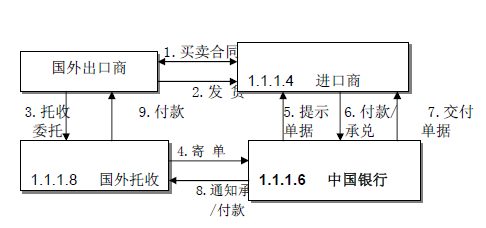 1.买卖合同
国外出口商
1.1.1.4 进口商
2.发 货
3.托收
委托
9.付款
5.提示
单据
6.付款/
承兑
7.交付
单据
4.寄 单
1.1.1.8 国外托收
1.1.1.6 中国银行
8.通知承
/付款